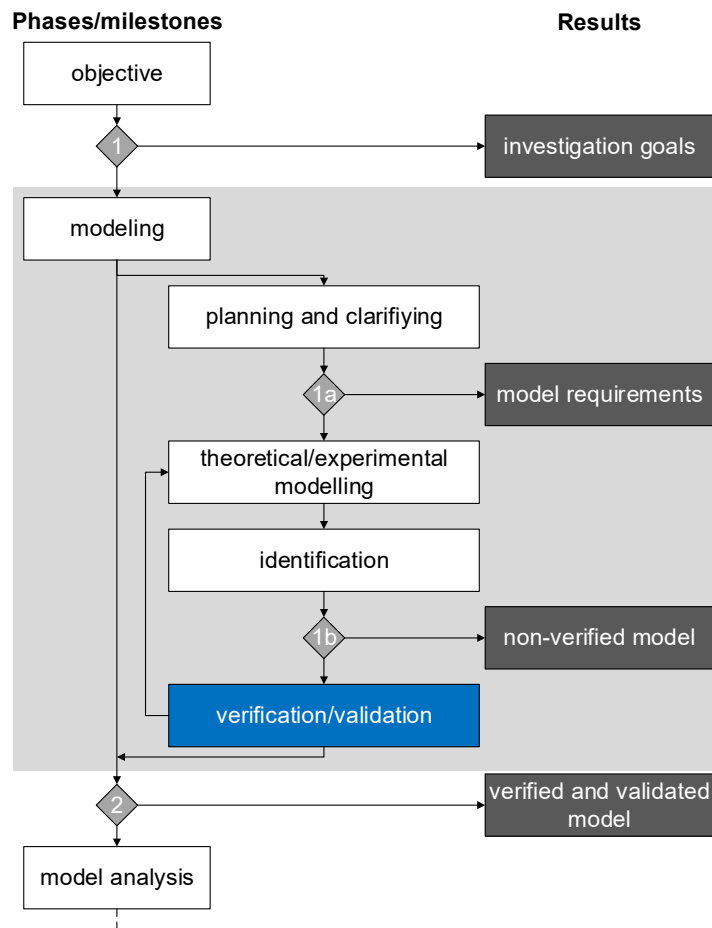 Phases/milestones
Results
objective
1
investigation goals
modeling
planning and clarifiying
1a
model requirements
theoretical/experimental
modelling
identification
1b
non-verified model
verification/validation
2
verified and validated
model
model analysis